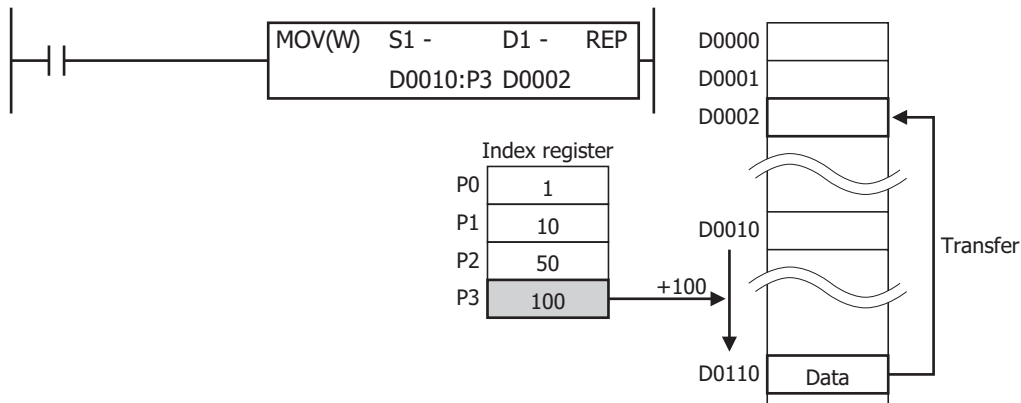 MOV(W) S1 - D1 - REP
D0010:P3 D0002
D0000
D0001
D0002
Index register
P0 1
P1 10
P2 50
P3 100
+100
D0010
Transfer
D0110 Data